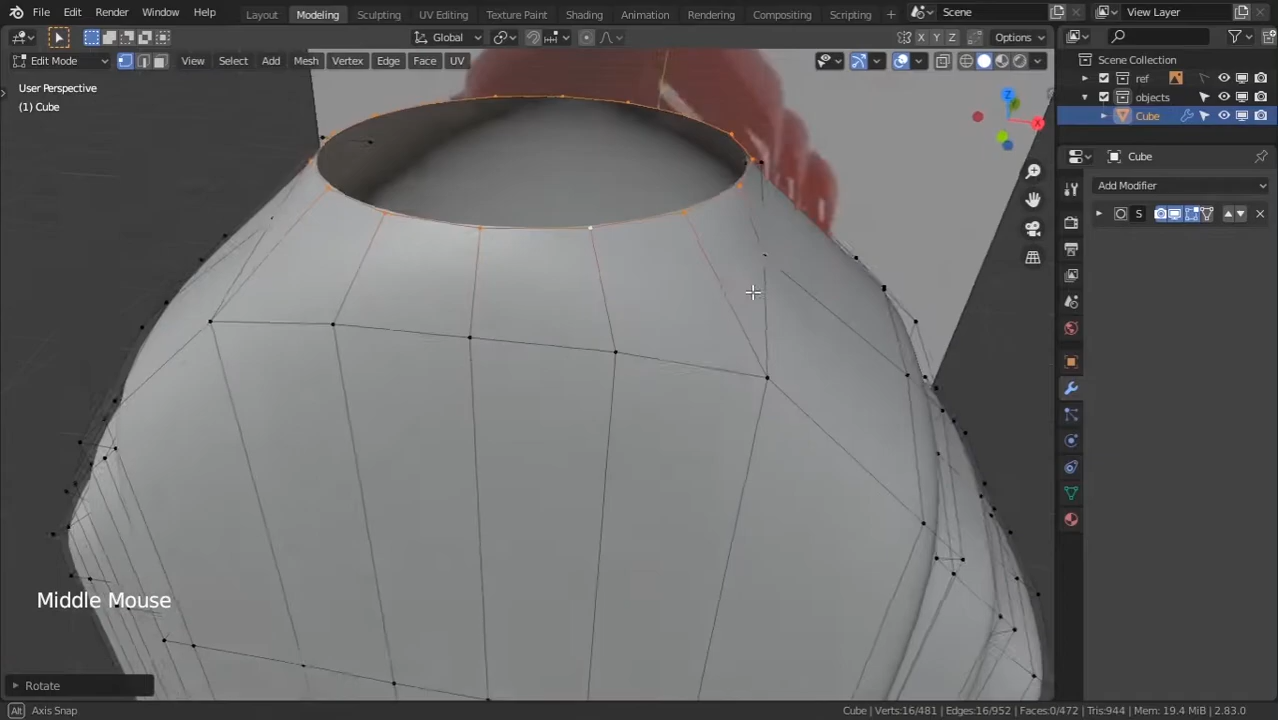 File Edit Render Window Help Layout Modeling Sculpting UV Editing Texture Paint Shading Animation Rendering Compositing Scripting + Scene View Layer
Global X Y Z Options
Edit Mode View Select Add Mesh Vertex Edge Face UV
User Perspective
(1) Cube
Z
X
Scene Collection
ref
objects
Cube
Cube
Add Modifier
S
Middle Mouse
Rotate
Alt Axis Snap
Cube | Verts:16/481 | Edges:16/952 | Faces:0/472 | Tris:944 | Mem: 19.4 MiB | 2.83.0